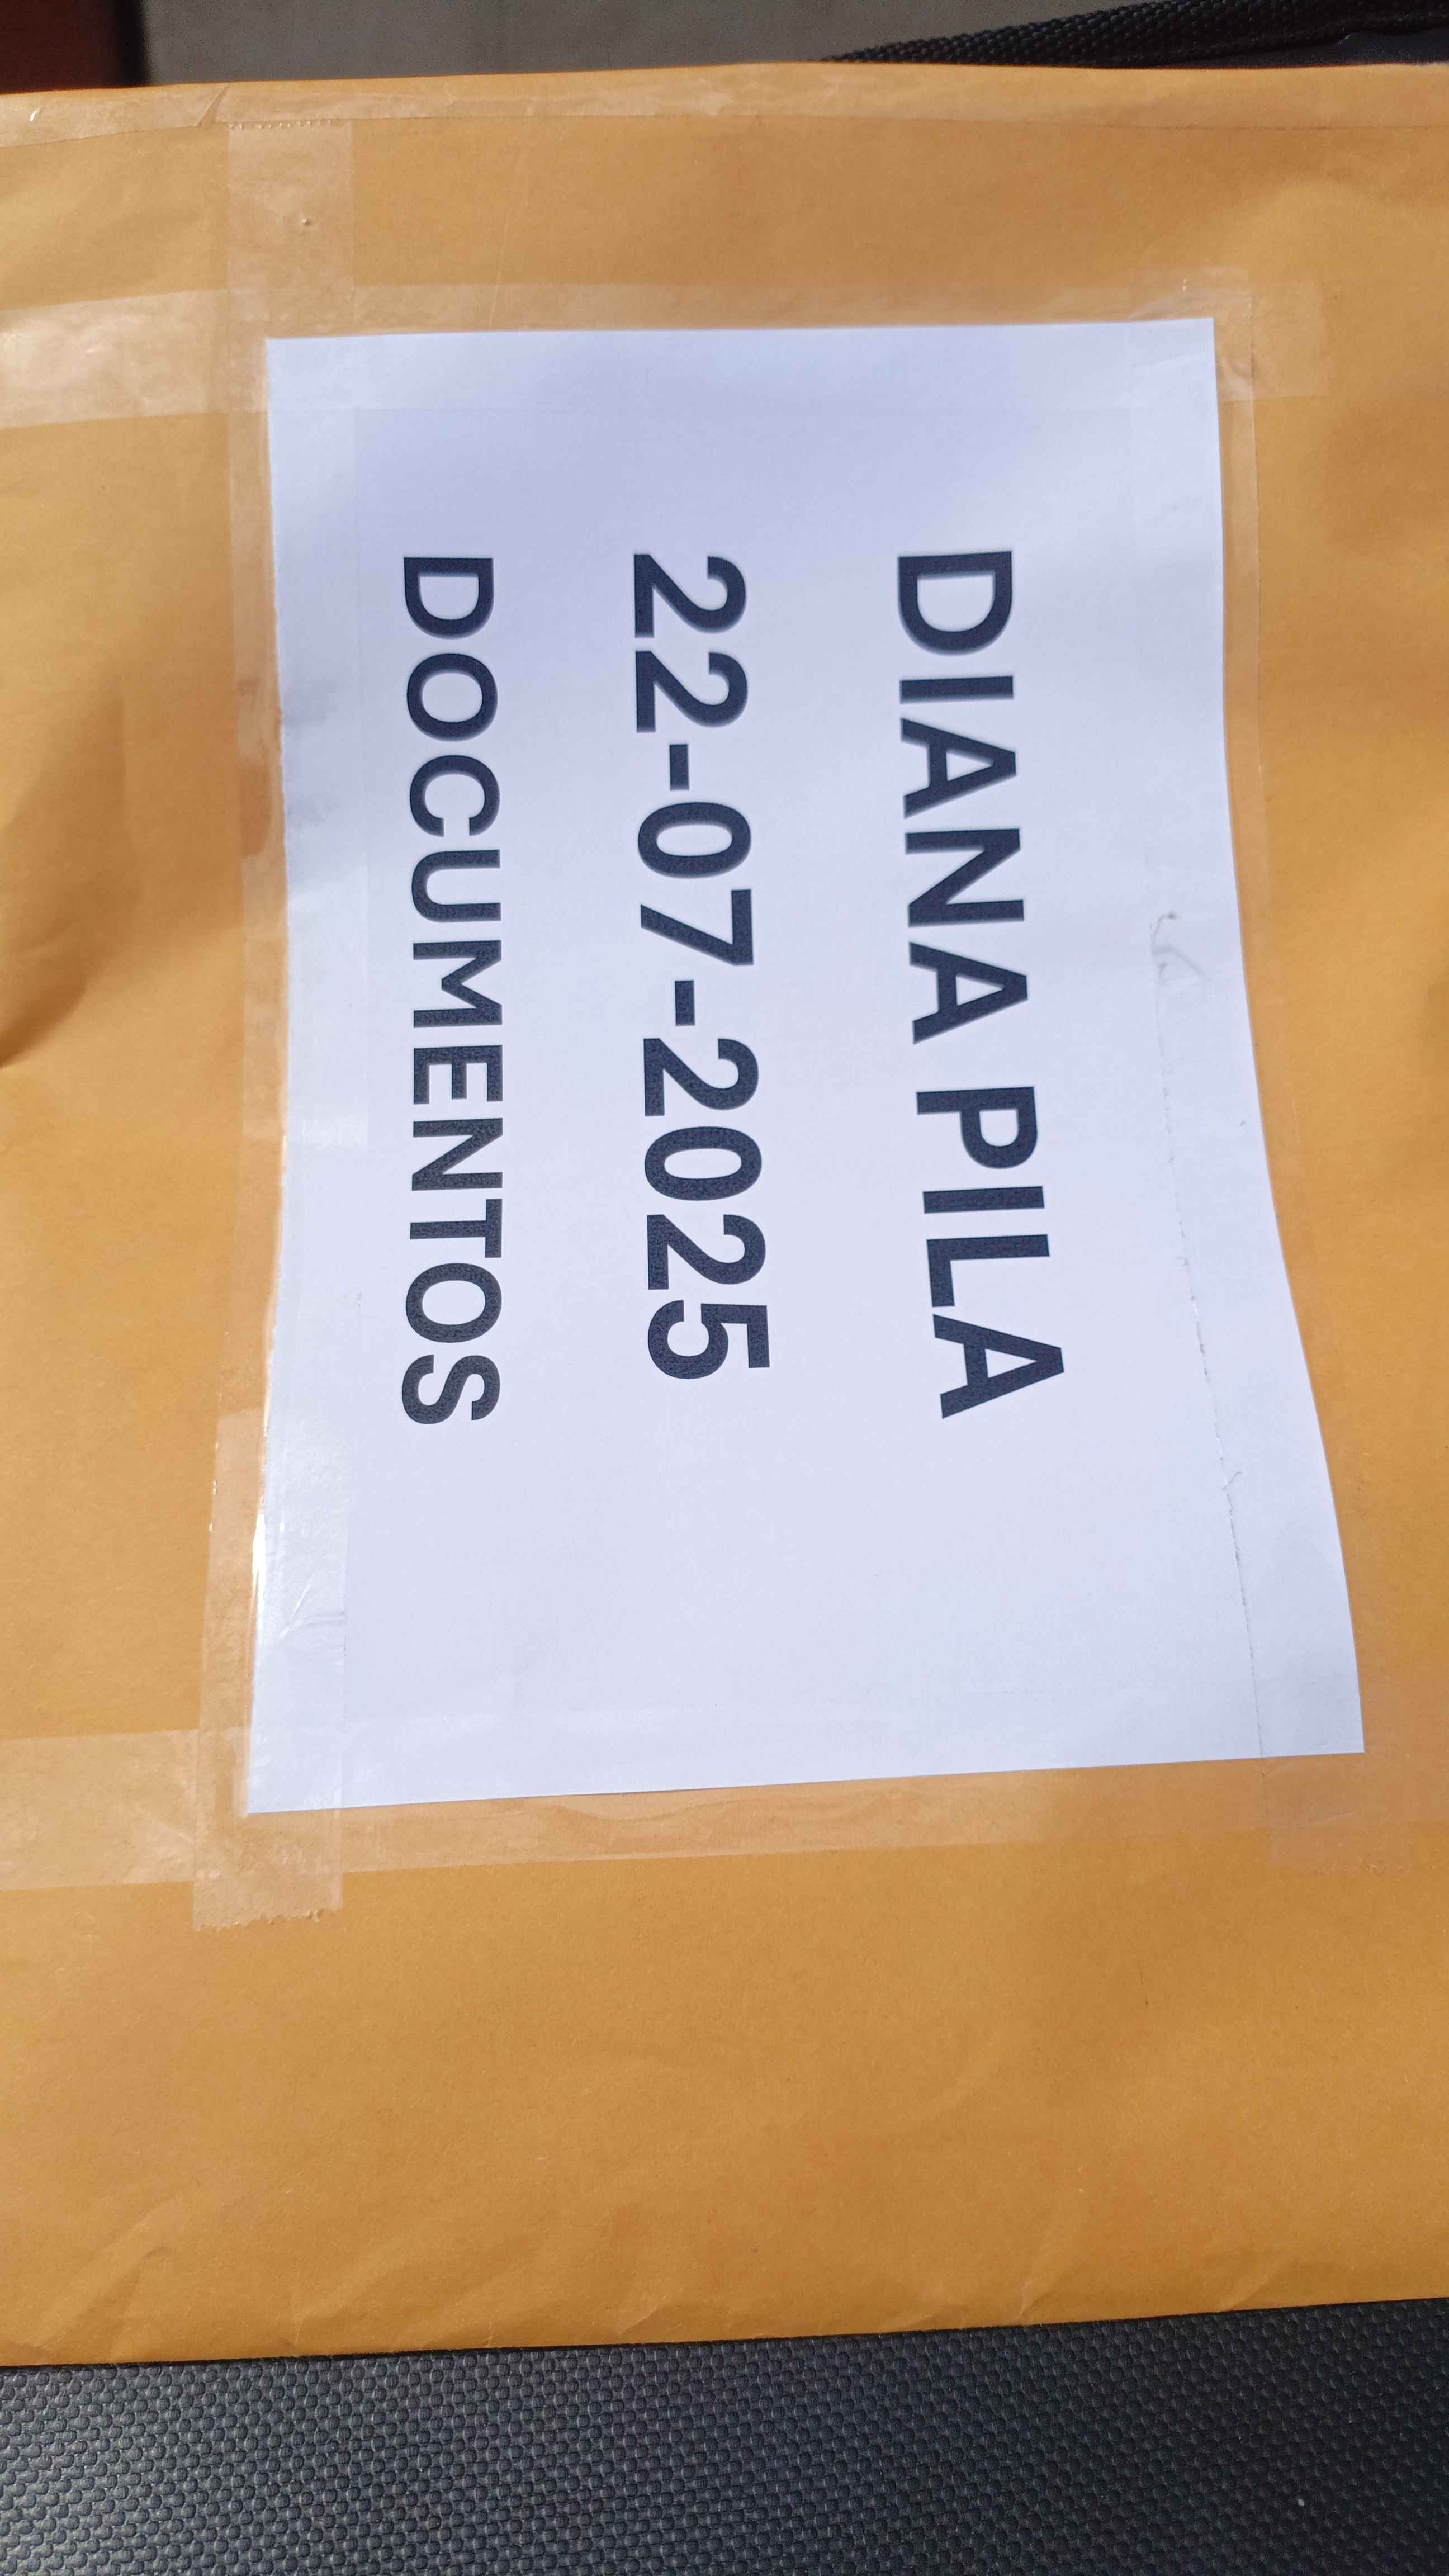 DIANA PILA
22-07-2025
DOCUMENTOS